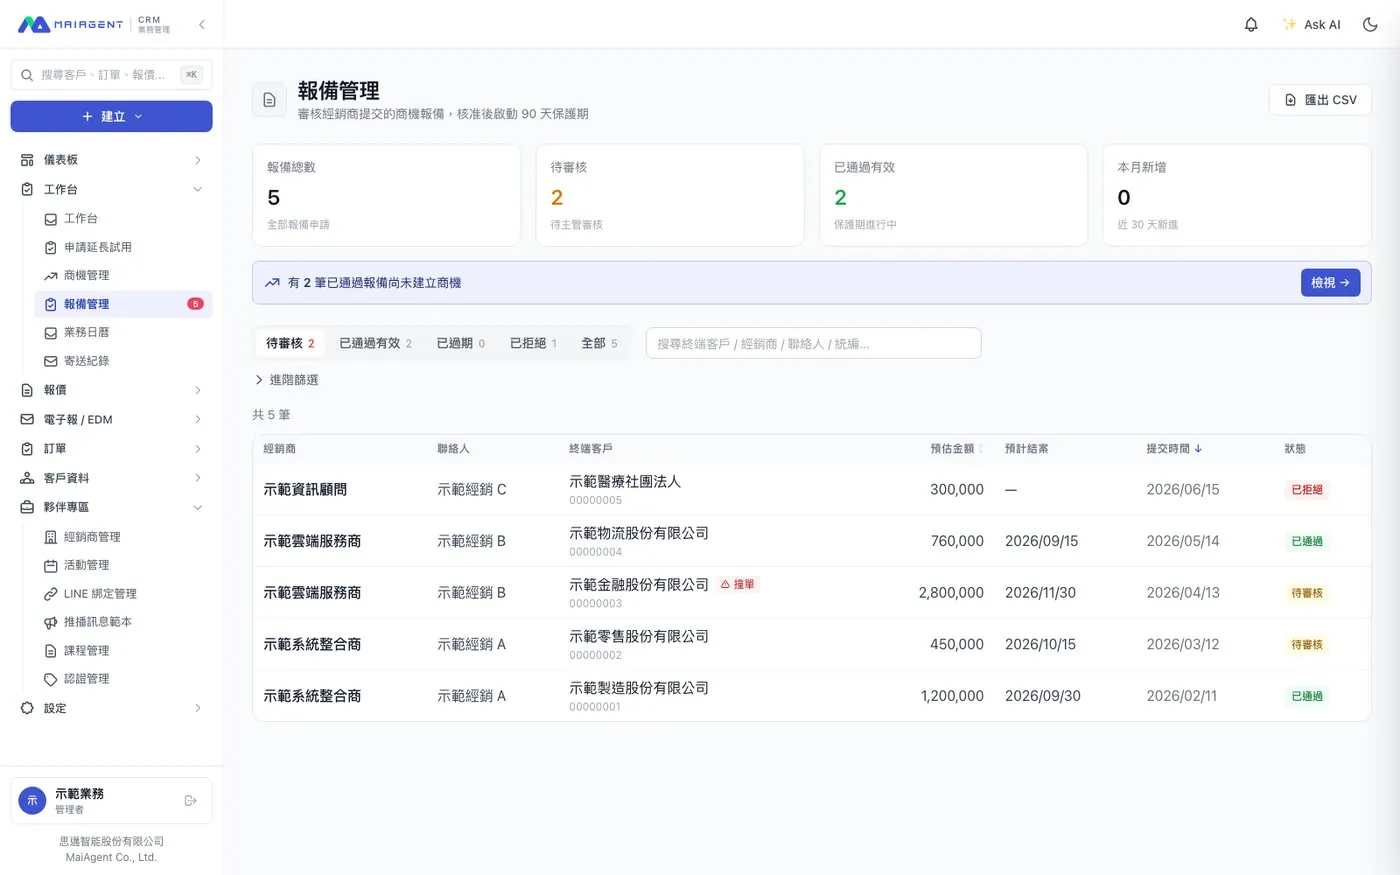 MAIAGENT
CRM
業務管理
搜尋客戶、訂單、報價...
⌘K
+ 建立
儀表板
工作台
工作台
申請延長試用
商機管理
報備管理 5
業務日曆
寄送紀錄
報價
電子報 / EDM
訂單
客戶資料
夥伴專區
經銷商管理
活動管理
LINE 綁定管理
推播訊息範本
課程管理
認證管理
設定
示
示範業務
管理者
思邁智能股份有限公司
MaiAgent Co., Ltd.
Ask AI
報備管理
審核經銷商提交的商機報備，核准後啟動 90 天保護期
匯出 CSV
報備總數
5
全部報備申請
待審核
2
待主管審核
已通過有效
2
保護期進行中
本月新增
0
近 30 天新進
有 2 筆已通過報備尚未建立商機
檢視 →
待審核 2 已通過有效 2 已過期 0 已拒絕 1 全部 5
搜尋終端客戶 / 經銷商 / 聯絡人 / 統編...
進階篩選
共 5 筆
經銷商 聯絡人 終端客戶 預估金額 預計結案 提交時間 ↓ 狀態
示範資訊顧問 示範經銷 C 示範醫療社團法人 300,000 — 2026/06/15 已拒絕
00000005
示範雲端服務商 示範經銷 B 示範物流股份有限公司 760,000 2026/09/15 2026/05/14 已通過
00000004
示範雲端服務商 示範經銷 B 示範金融股份有限公司 撞單 2,800,000 2026/11/30 2026/04/13 待審核
00000003
示範系統整合商 示範經銷 A 示範零售股份有限公司 450,000 2026/10/15 2026/03/12 待審核
00000002
示範系統整合商 示範經銷 A 示範製造股份有限公司 1,200,000 2026/09/30 2026/02/11 已通過
00000001